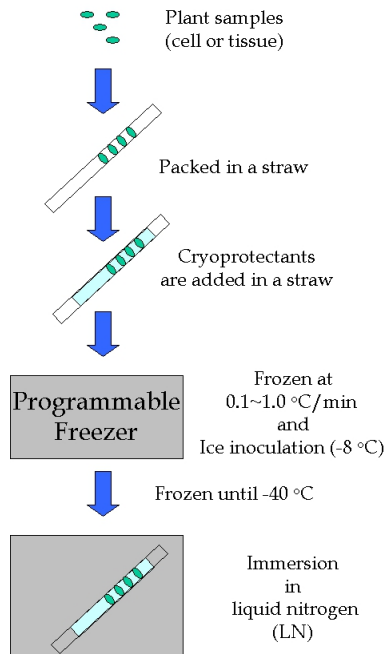 Plant samples
(cell or tissue)
Packed in a straw
Cryoprotectants
are added in a straw
Programmable
Freezer
Frozen at
0.1~1.0 °C/min
and
Ice inoculation (-8 °C)
Frozen until -40 °C
Immersion
in
liquid nitrogen
(LN)